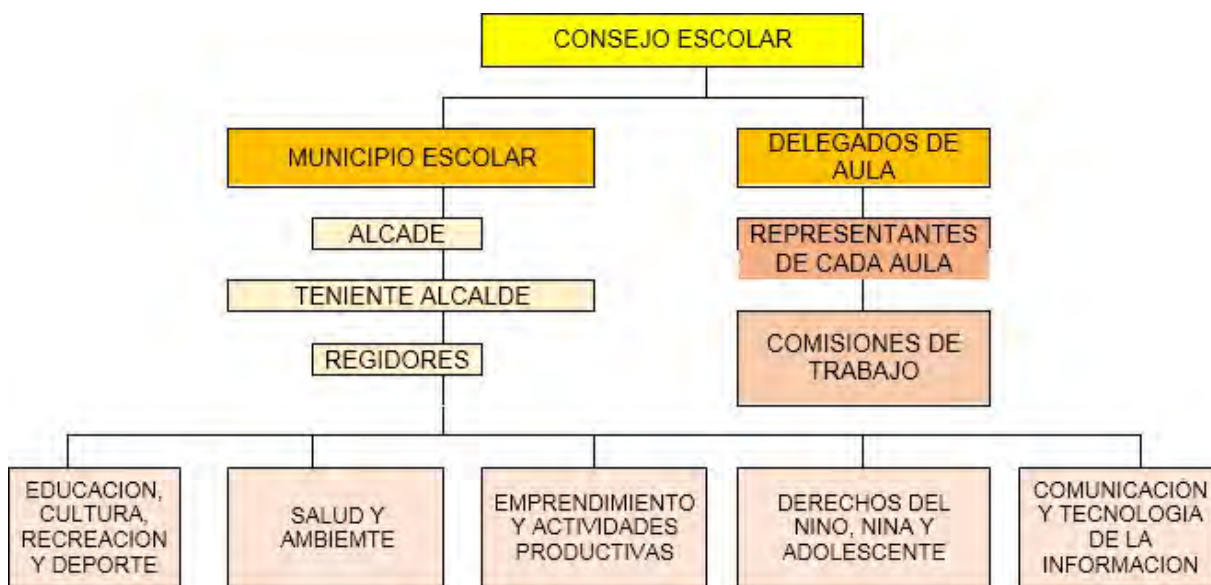 CONSEJO ESCOLAR
MUNICIPIO ESCOLAR
DELEGADOS DE
AULA
ALCADE
REPRESENTANTES
DE CADA AULA
TENIENTE ALCALDE
REGIDORES
COMISIONES DE
TRABAJO
EDUCACION,
CULTURA,
RECREACION
Y DEPORTE
SALUD Y
AMBIEMTE
EMPRENDIMIENTO
Y ACTIVIDADES
PRODUCTIVAS
DERECHOS DEL
NINO, NINA Y
ADOLESCENTE
COMUNICACION
Y TECNOLOGIA
DE LA
INFORMACION